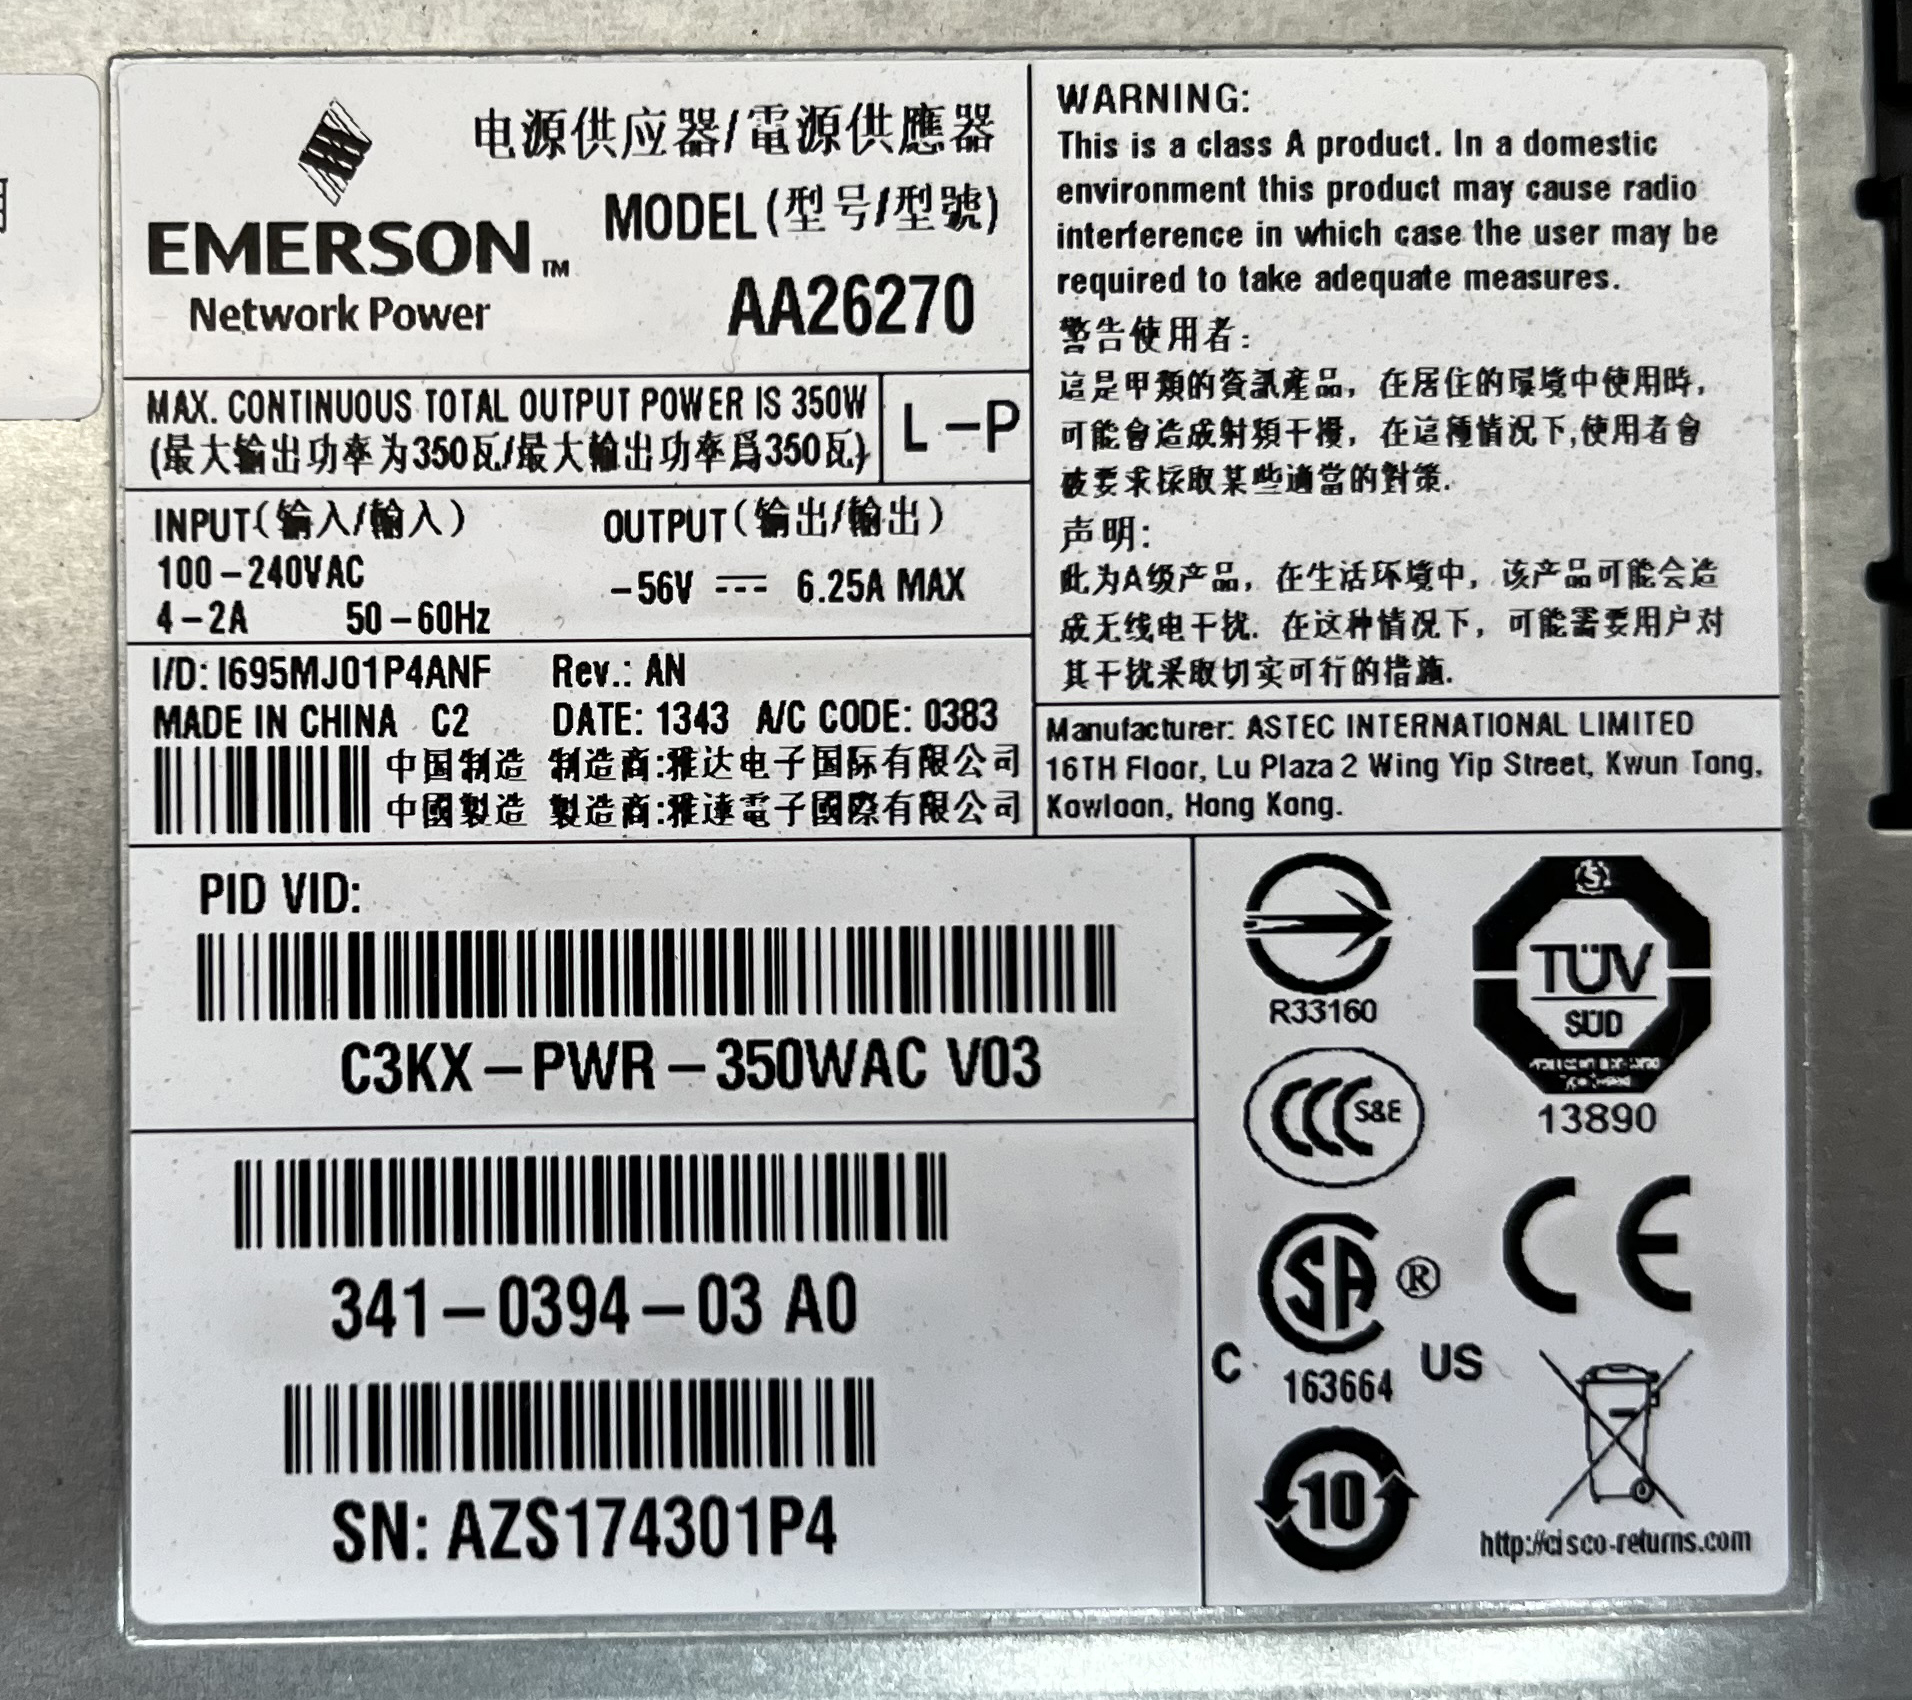 电源供应器/電源供應器
EMERSON™
Network Power
MODEL(型号/型號)
AA26270
MAX. CONTINUOUS TOTAL OUTPUT POWER IS 350W
(最大输出功率为350瓦/最大輸出功率爲350瓦)
L-P
INPUT(输入/輸入)
100-240VAC
4-2A 50-60Hz
OUTPUT(输出/輸出)
-56V 6.25A MAX
I/D: I695MJ01P4ANF Rev.: AN
MADE IN CHINA C2 DATE: 1343 A/C CODE: 0383
中国制造 制造商:雅达电子国际有限公司
中國製造 製造商:雅達電子國際有限公司
WARNING:
This is a class A product. In a domestic
environment this product may cause radio
interference in which case the user may be
required to take adequate measures.
警告使用者:
這是甲類的資訊產品，在居住的環境中使用時，
可能會造成射頻干擾，在這種情況下,使用者會
被要求採取某些適當的對策.
声明:
此为A级产品，在生活环境中，该产品可能会造
成无线电干扰. 在这种情况下，可能需要用户对
其干扰采取切实可行的措施.
Manufacturer: ASTEC INTERNATIONAL LIMITED
16TH Floor, Lu Plaza 2 Wing Yip Street, Kwun Tong,
Kowloon, Hong Kong.
PID VID:
C3KX-PWR-350WAC V03
341-0394-03 A0
SN: AZS174301P4
R33160
S
TÜV
SÜD
13890
CCC S&E
CE
SA ®
C US
163664
10
http://cisco-returns.com